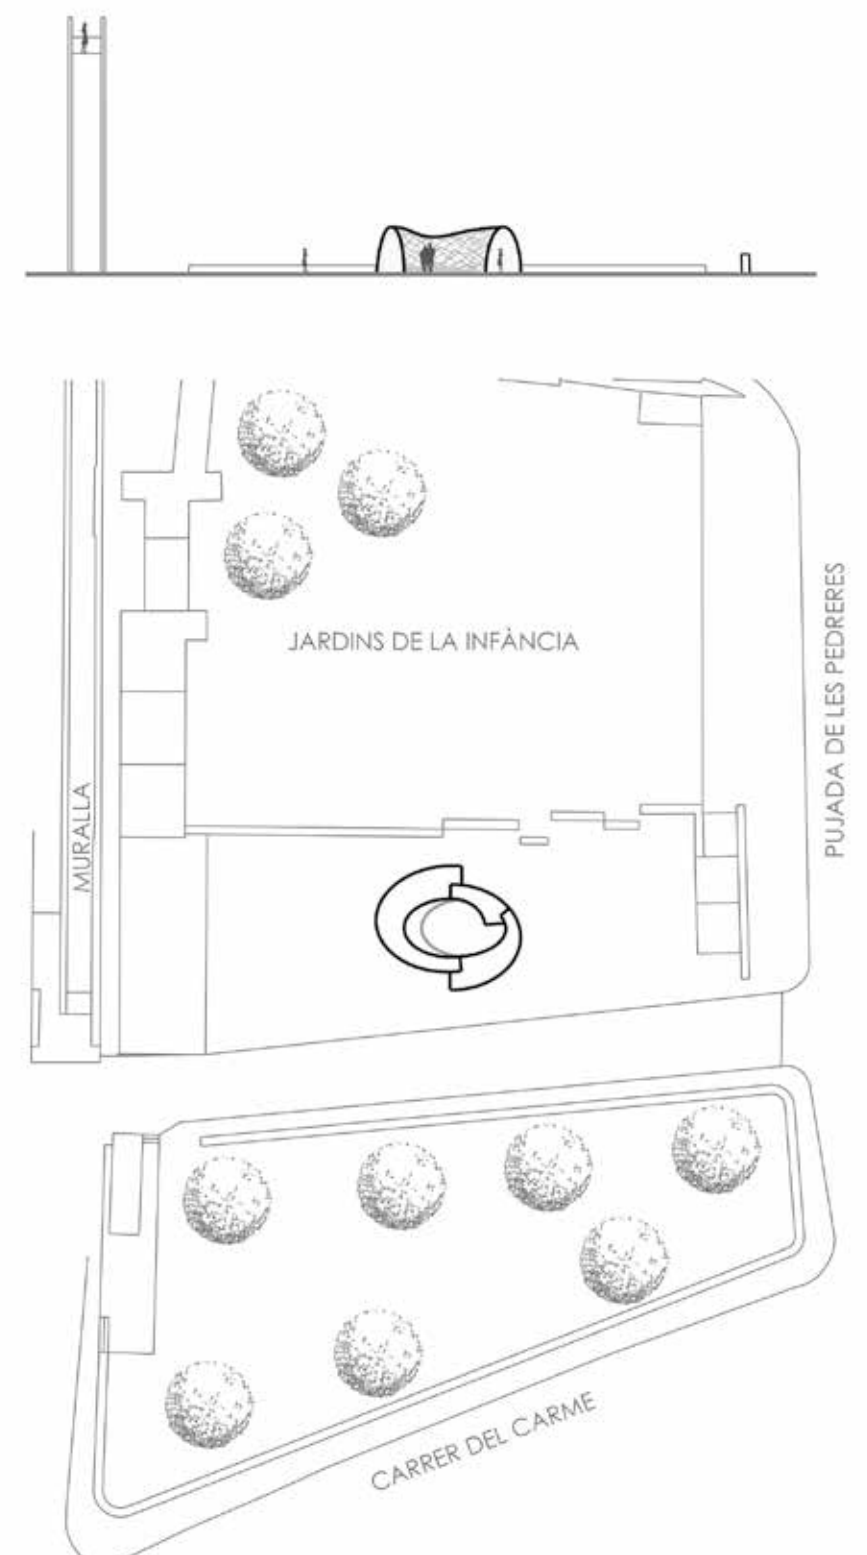 JARDINS DE LA INFÀNCIA
PUJADA DE LES PEDRERES
MURALLA
CARRER DEL CARME